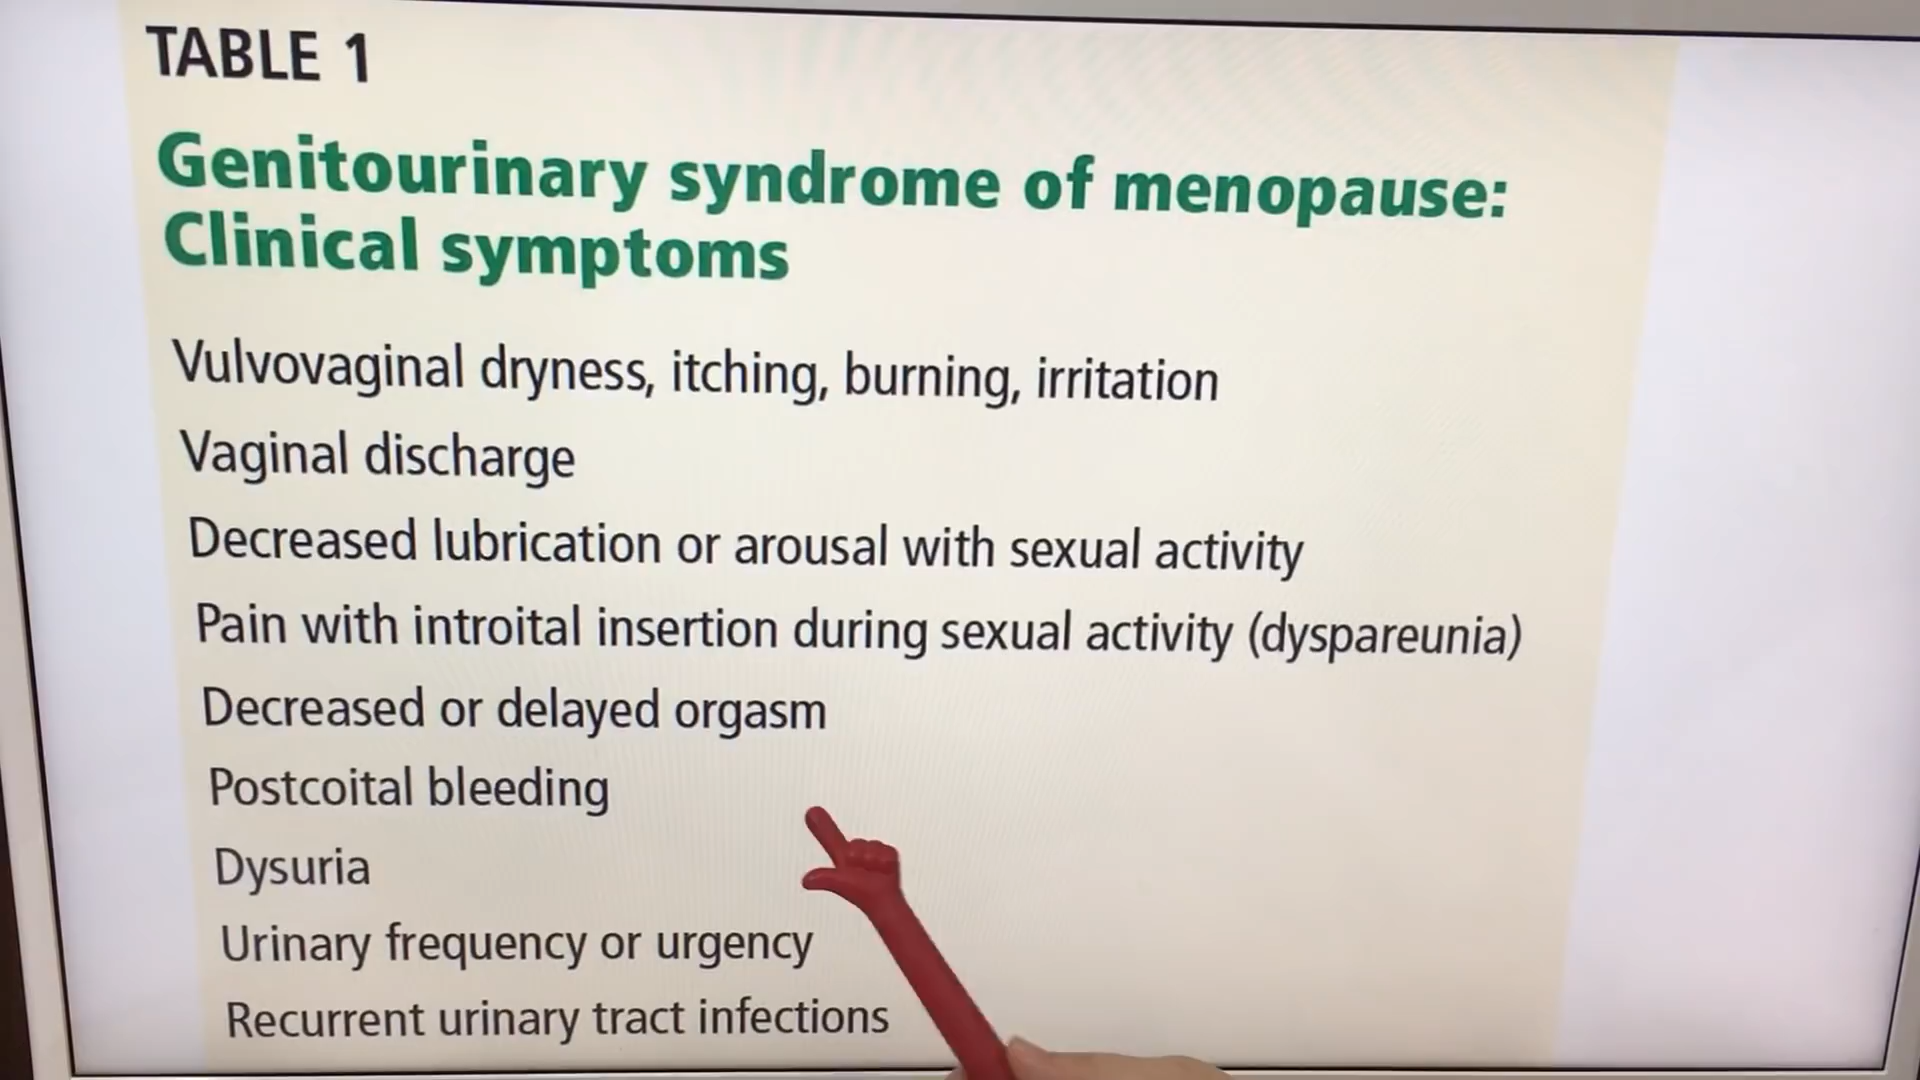 TABLE 1
Genitourinary syndrome of menopause:
Clinical symptoms
Vulvovaginal dryness, itching, burning, irritation
Vaginal discharge
Decreased lubrication or arousal with sexual activity
Pain with introital insertion during sexual activity (dyspareunia)
Decreased or delayed orgasm
Postcoital bleeding
Dysuria
Urinary frequency or urgency
Recurrent urinary tract infections